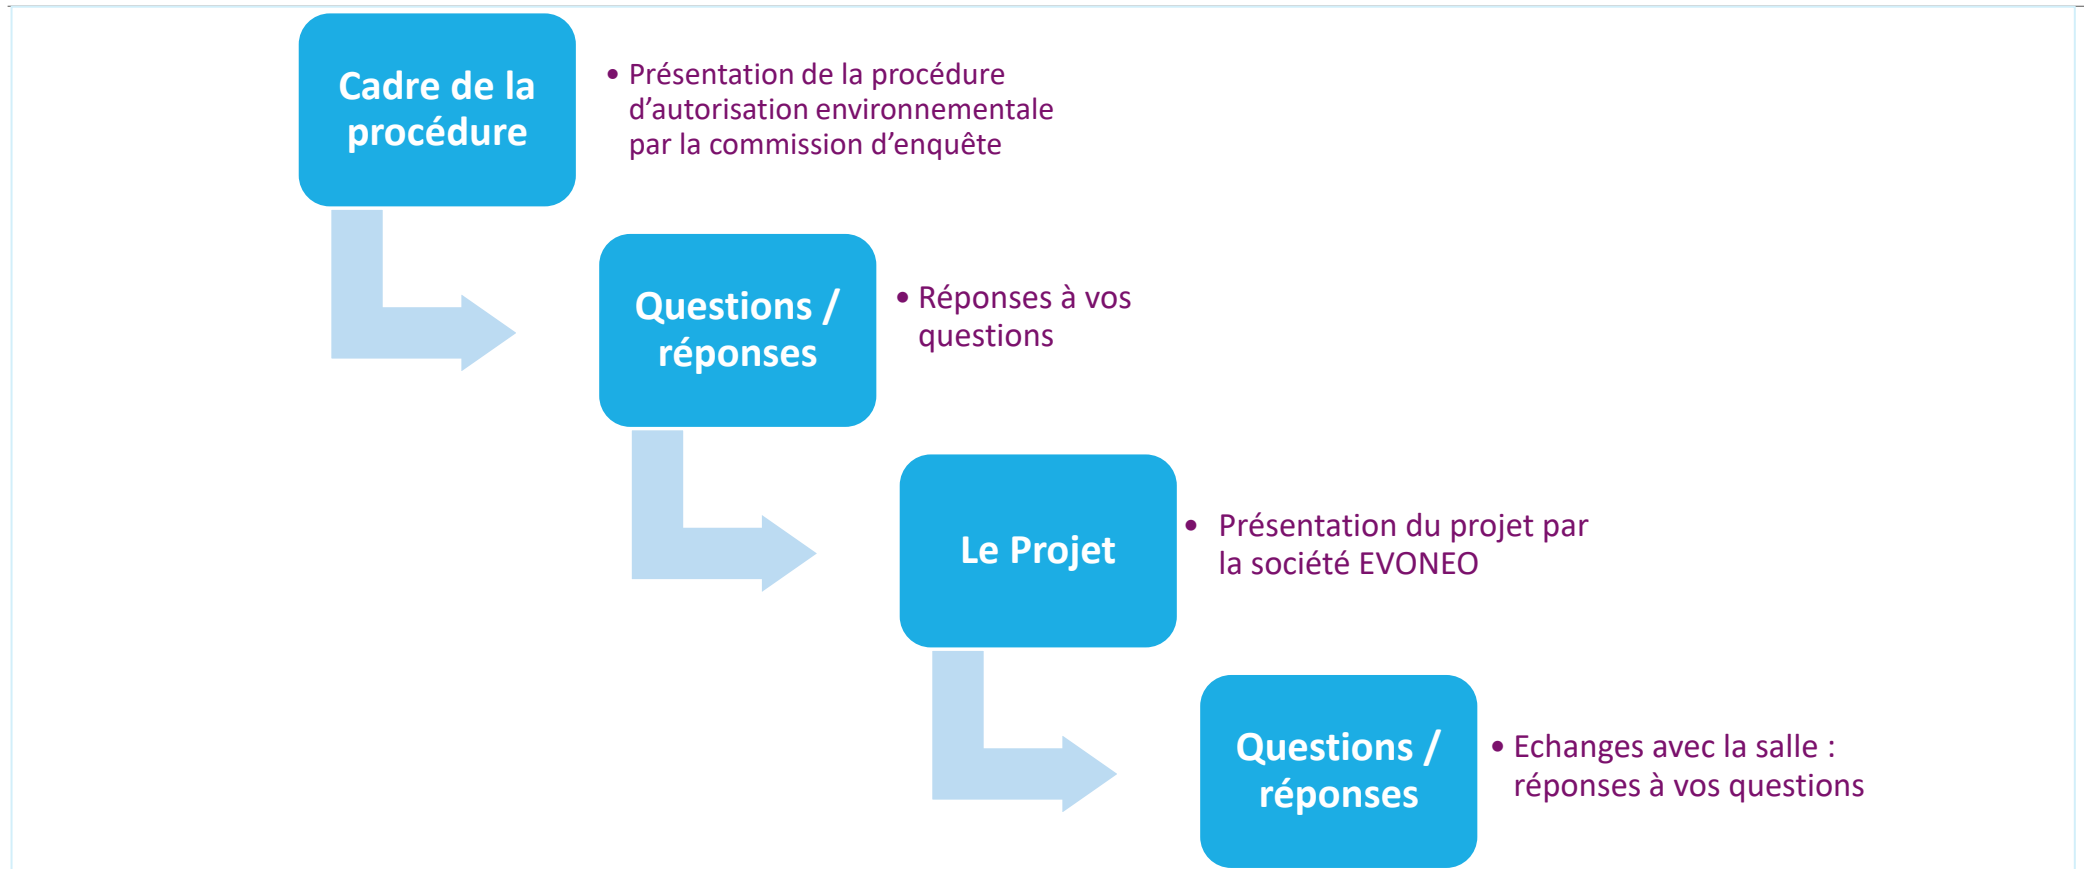 Cadre de la
procédure
• Présentation de la procédure
d’autorisation environnementale
par la commission d’enquête
Questions /
réponses
• Réponses à vos
questions
Le Projet
• Présentation du projet par
la société EVONEO
Questions /
réponses
• Echanges avec la salle :
réponses à vos questions